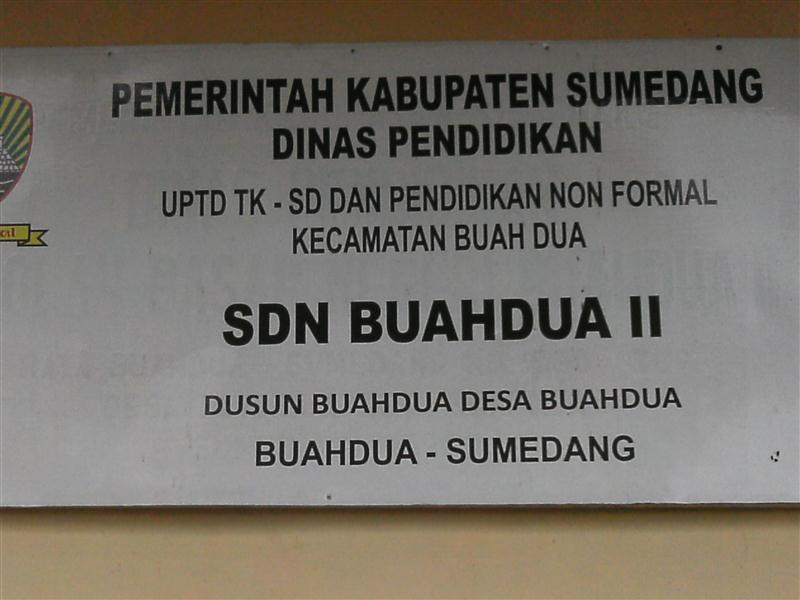 PEMERINTAH KABUPATEN SUMEDANG
DINAS PENDIDIKAN
UPTD TK - SD DAN PENDIDIKAN NON FORMAL
KECAMATAN BUAH DUA
SDN BUAHDUA II
DUSUN BUAHDUA DESA BUAHDUA
BUAHDUA - SUMEDANG